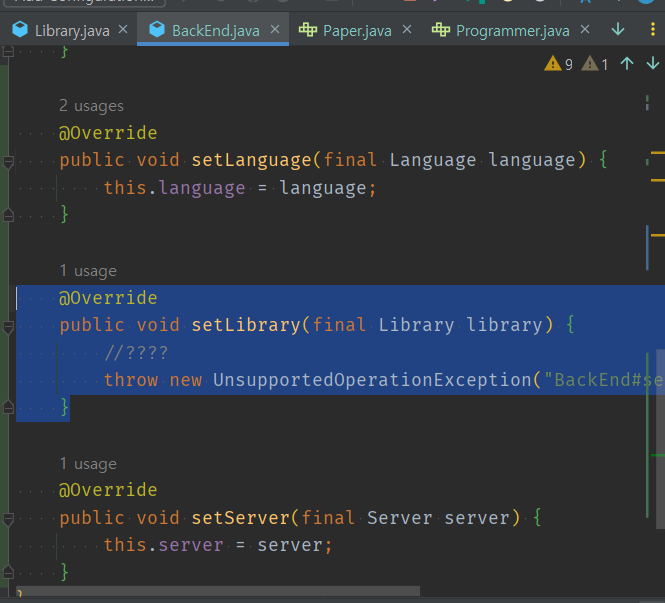 Library.java BackEnd.java Paper.java Programmer.java
9 1
}
2 usages
@Override
public void setLanguage(final Language language) {
this.language = language;
}
1 usage
@Override
public void setLibrary(final Library library) {
//????
throw new UnsupportedOperationException("BackEnd#se
}
1 usage
@Override
public void setServer(final Server server) {
this.server = server;
}
}